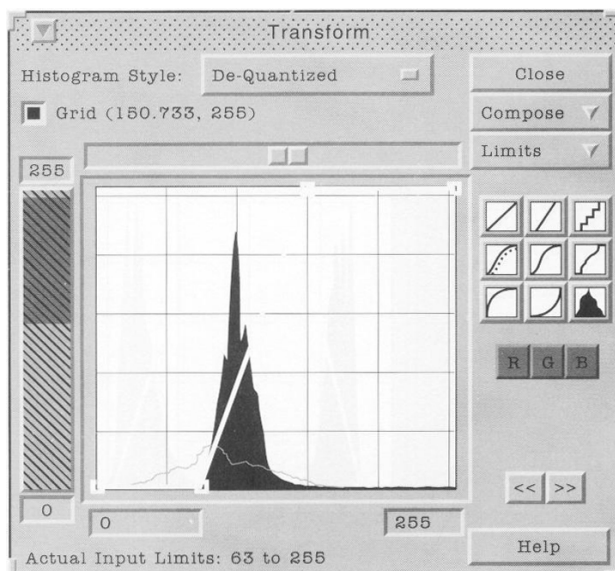 Transform
Histogram Style: De-Quantized
Close
Grid (150.733, 255)
Compose
Limits
255
R G B
<< >>
0
0
255
Help
Actual Input Limits: 63 to 255